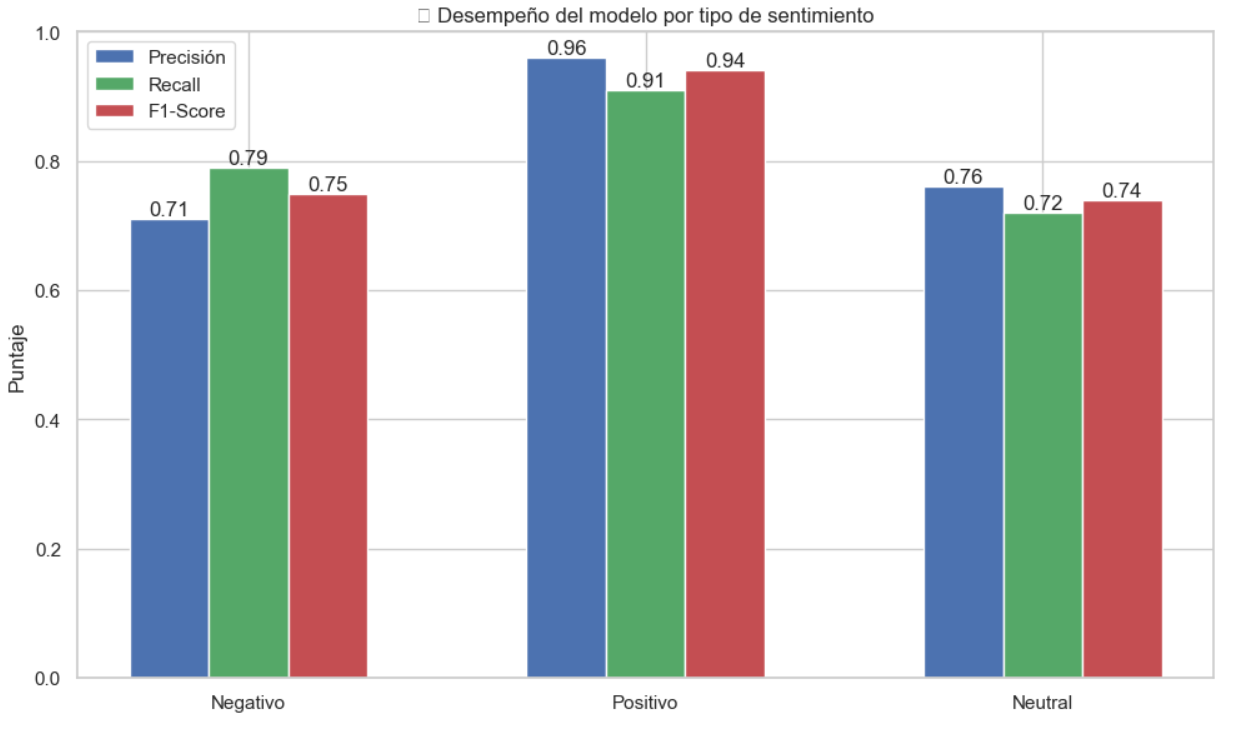 ▯ Desempeño del modelo por tipo de sentimiento
1.0
0.8
0.6
0.4
0.2
0.0
Puntaje
Precisión
Recall
F1-Score
0.71
0.79
0.75
0.96
0.91
0.94
0.76
0.72
0.74
Negativo
Positivo
Neutral